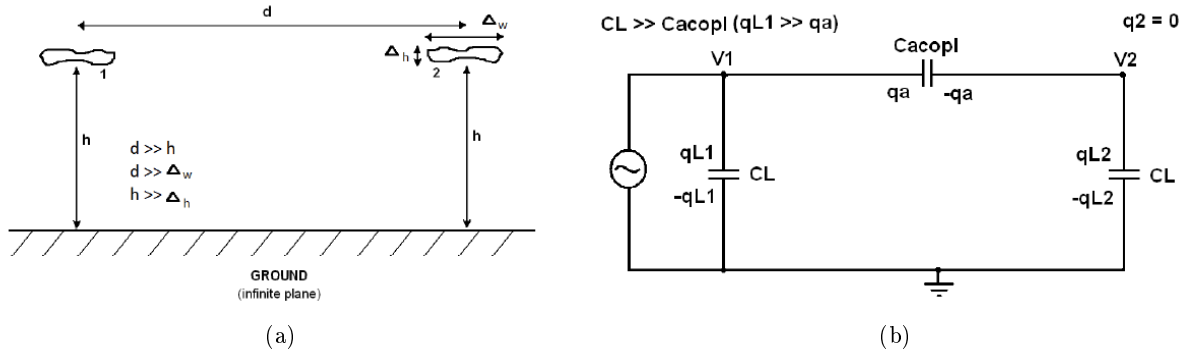 d
Δw
Δh
1
2
h
h
d >> h
d >> Δw
h >> Δh
GROUND
(infinite plane)
(a)
CL >> Cacopl (qL1 >> qa)
q2 = 0
Cacopl
V1
V2
qa
-qa
qL1
CL
-qL1
qL2
CL
-qL2
(b)